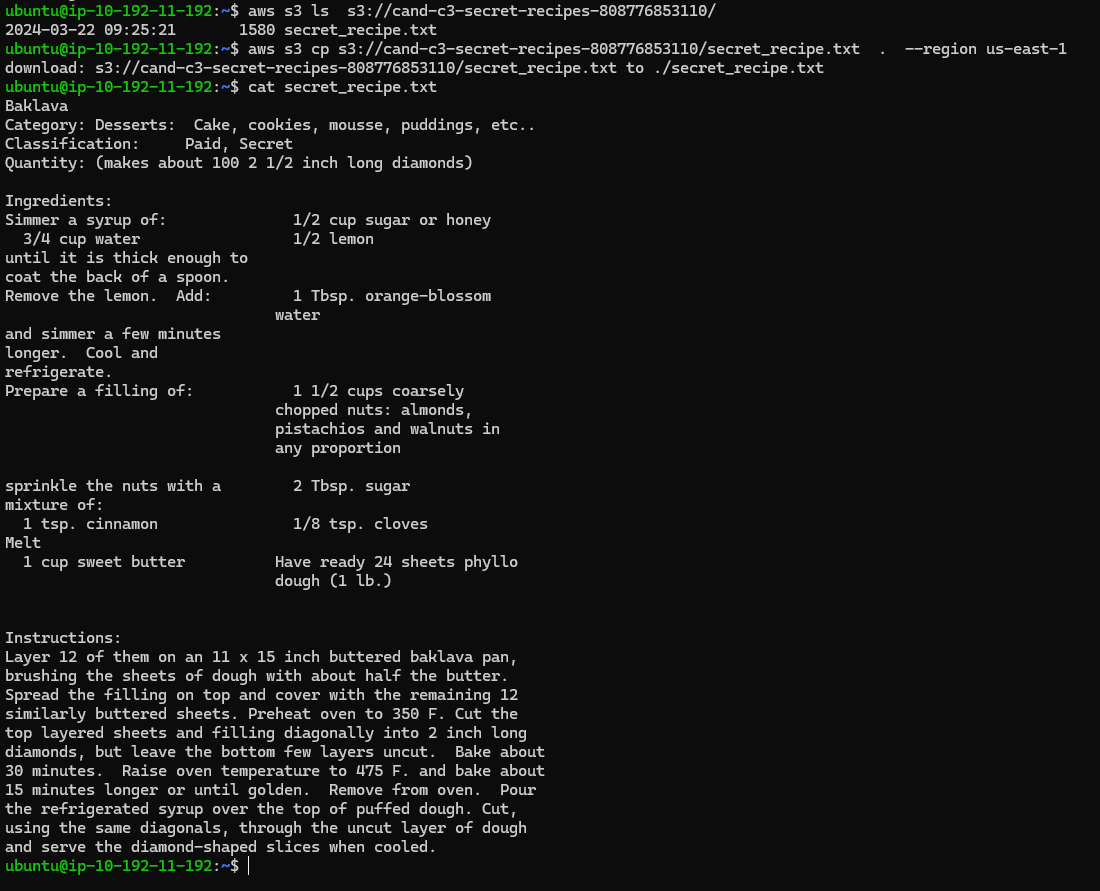 ubuntu@ip-10-192-11-192:~$ aws s3 ls  s3://cand-c3-secret-recipes-808776853110/
2024-03-22 09:25:21       1580 secret_recipe.txt
ubuntu@ip-10-192-11-192:~$ aws s3 cp s3://cand-c3-secret-recipes-808776853110/secret_recipe.txt  .  --region us-east-1
download: s3://cand-c3-secret-recipes-808776853110/secret_recipe.txt to ./secret_recipe.txt
ubuntu@ip-10-192-11-192:~$ cat secret_recipe.txt
Baklava
Category: Desserts:  Cake, cookies, mousse, puddings, etc..
Classification:     Paid, Secret
Quantity: (makes about 100 2 1/2 inch long diamonds)

Ingredients:
Simmer a syrup of:              1/2 cup sugar or honey
  3/4 cup water                 1/2 lemon
until it is thick enough to
coat the back of a spoon.
Remove the lemon.  Add:         1 Tbsp. orange-blossom
                              water
and simmer a few minutes
longer.  Cool and
refrigerate.
Prepare a filling of:           1 1/2 cups coarsely
                              chopped nuts: almonds,
                              pistachios and walnuts in
                              any proportion

sprinkle the nuts with a        2 Tbsp. sugar
mixture of:
  1 tsp. cinnamon               1/8 tsp. cloves
Melt
  1 cup sweet butter          Have ready 24 sheets phyllo
                              dough (1 lb.)

Instructions:
Layer 12 of them on an 11 x 15 inch buttered baklava pan,
brushing the sheets of dough with about half the butter.
Spread the filling on top and cover with the remaining 12
similarly buttered sheets. Preheat oven to 350 F. Cut the
top layered sheets and filling diagonally into 2 inch long
diamonds, but leave the bottom few layers uncut.  Bake about
30 minutes.  Raise oven temperature to 475 F. and bake about
15 minutes longer or until golden.  Remove from oven.  Pour
the refrigerated syrup over the top of puffed dough. Cut,
using the same diagonals, through the uncut layer of dough
and serve the diamond-shaped slices when cooled.
ubuntu@ip-10-192-11-192:~$